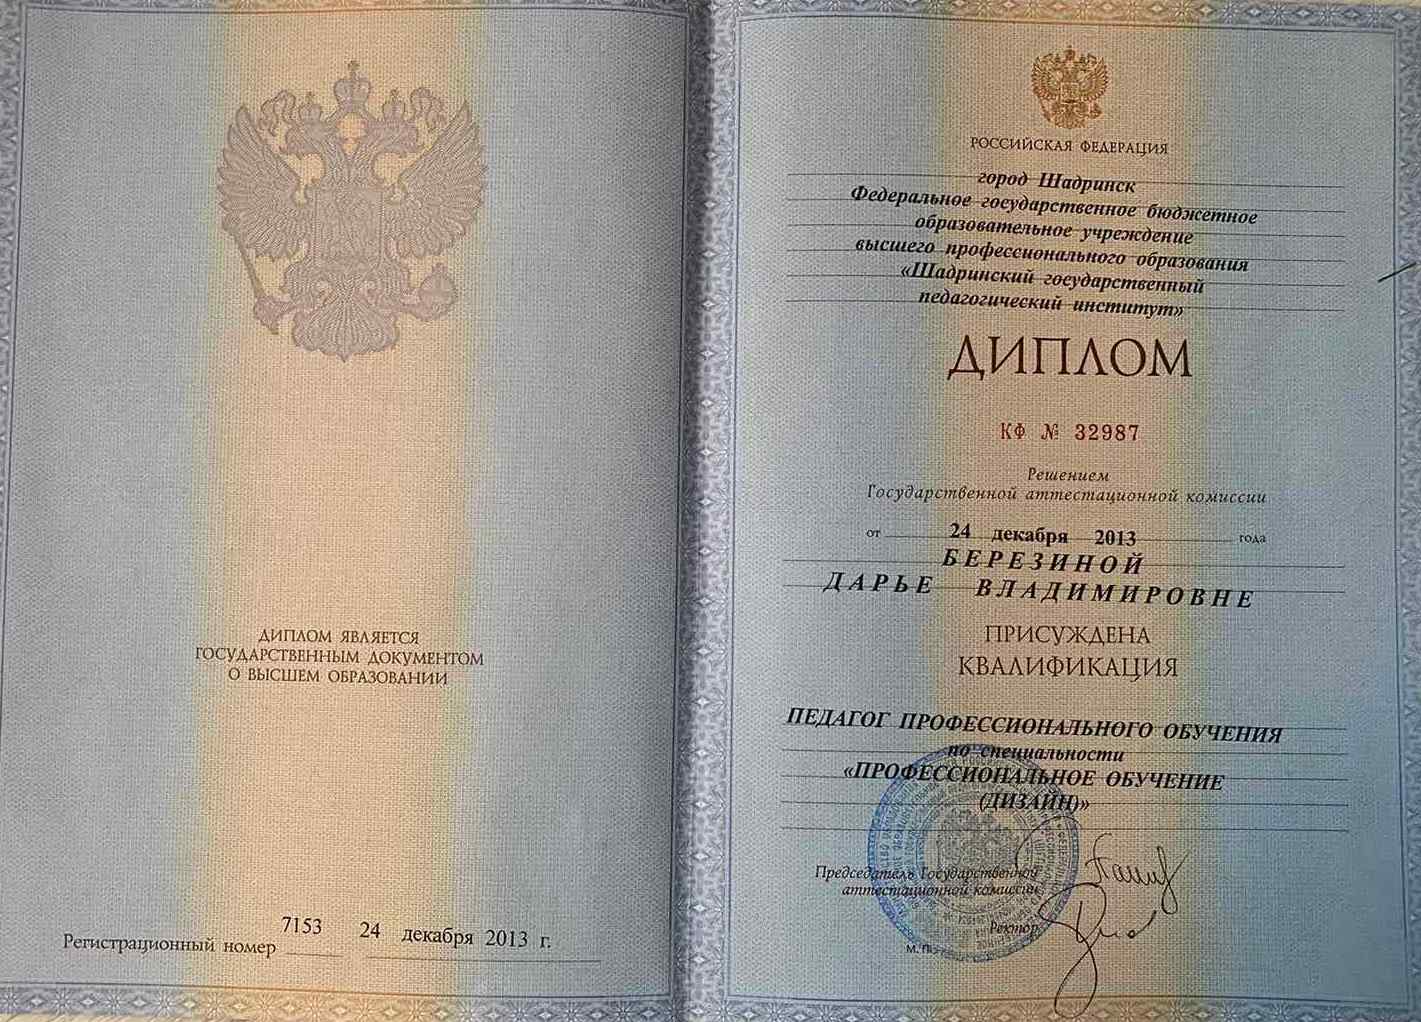 ДИПЛОМ ЯВЛЯЕТСЯ
ГОСУДАРСТВЕННЫМ ДОКУМЕНТОМ
О ВЫСШЕМ ОБРАЗОВАНИИ
Регистрационный номер 7153 24 декабря 2013 г.
РОССИЙСКАЯ ФЕДЕРАЦИЯ
город Шадринск
Федеральное государственное бюджетное
образовательное учреждение
высшего профессионального образования
«Шадринский государственный
педагогический институт»
ДИПЛОМ
КФ № 32987
Решением
Государственной аттестационной комиссии
от 24 декабря 2013 года
БЕРЕЗИНОЙ
ДАРЬЕ ВЛАДИМИРОВНЕ
ПРИСУЖДЕНА
КВАЛИФИКАЦИЯ
ПЕДАГОГ ПРОФЕССИОНАЛЬНОГО ОБУЧЕНИЯ
по специальности
«ПРОФЕССИОНАЛЬНОЕ ОБУЧЕНИЕ
(ДИЗАЙН)»
Председатель Государственной
аттестационной комиссии
Ректор
М. П.